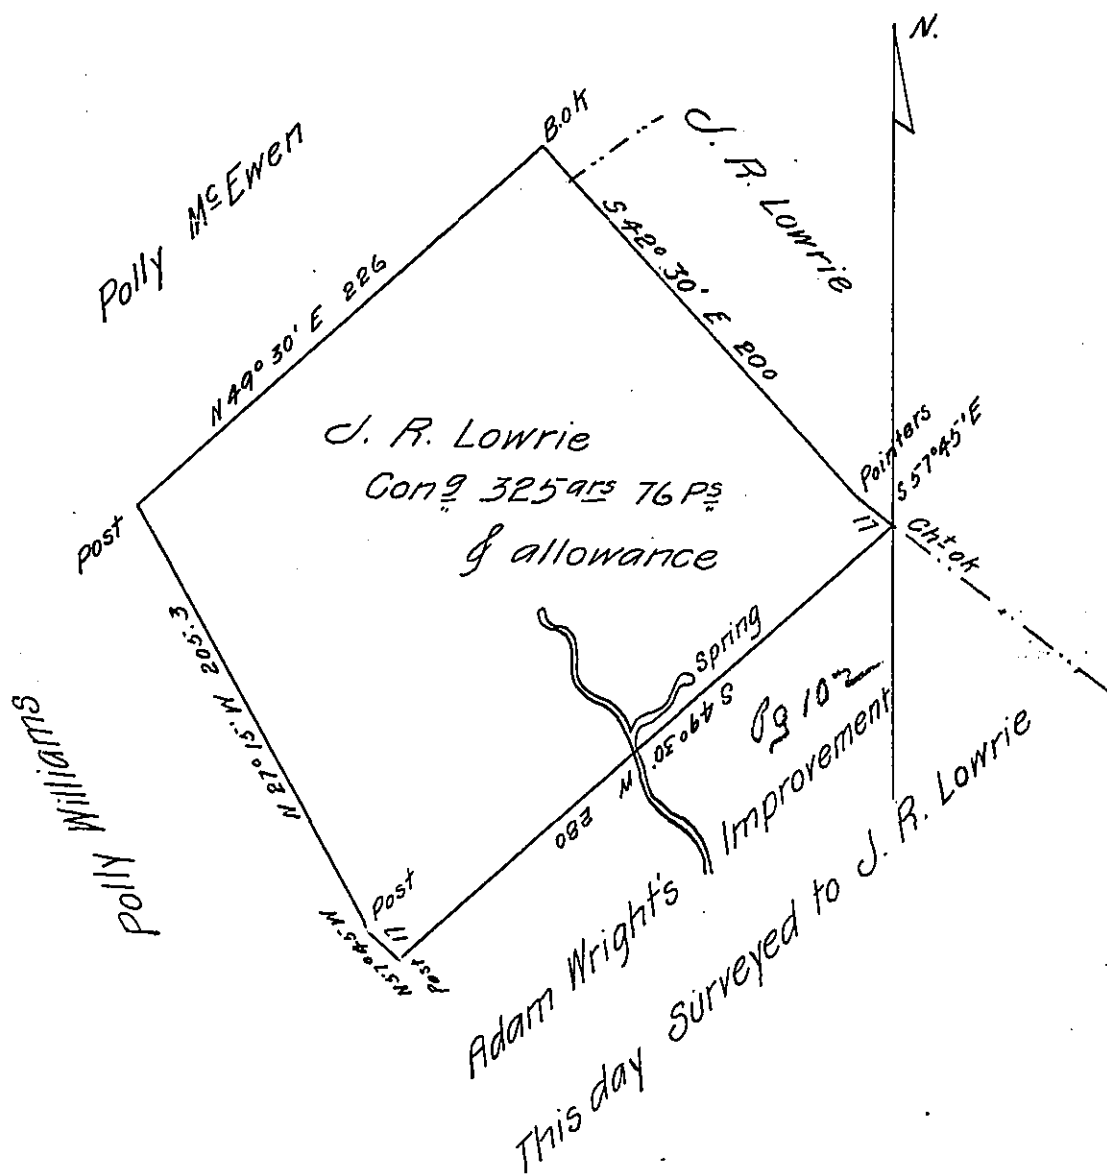 N.
B.OK
J. R. Lowrie
Polly McEwen
S 42° 30' E 200
N 49° 30' E 226
Pointers
S 57° 45' E
17
Cht ok
J. R. Lowrie
Cong 325 ars 76 Ps
& allowance
Post
Spring
S 49° 30' W 280
N 27° 15' W 205.3
Polly Williams
Post
17
N 57° 45' W
Post
Adam Wright's Improvement
This day Surveyed to J. R. Lowrie